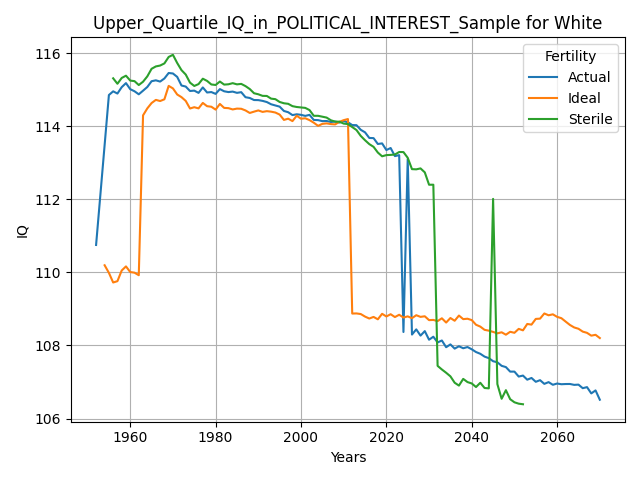 Upper_Quartile_IQ_in_POLITICAL_INTEREST_Sample for White
Fertility
Actual
Ideal
Sterile
116
114
112
110
108
106
IQ
1960
1980
2000
2020
2040
2060
Years